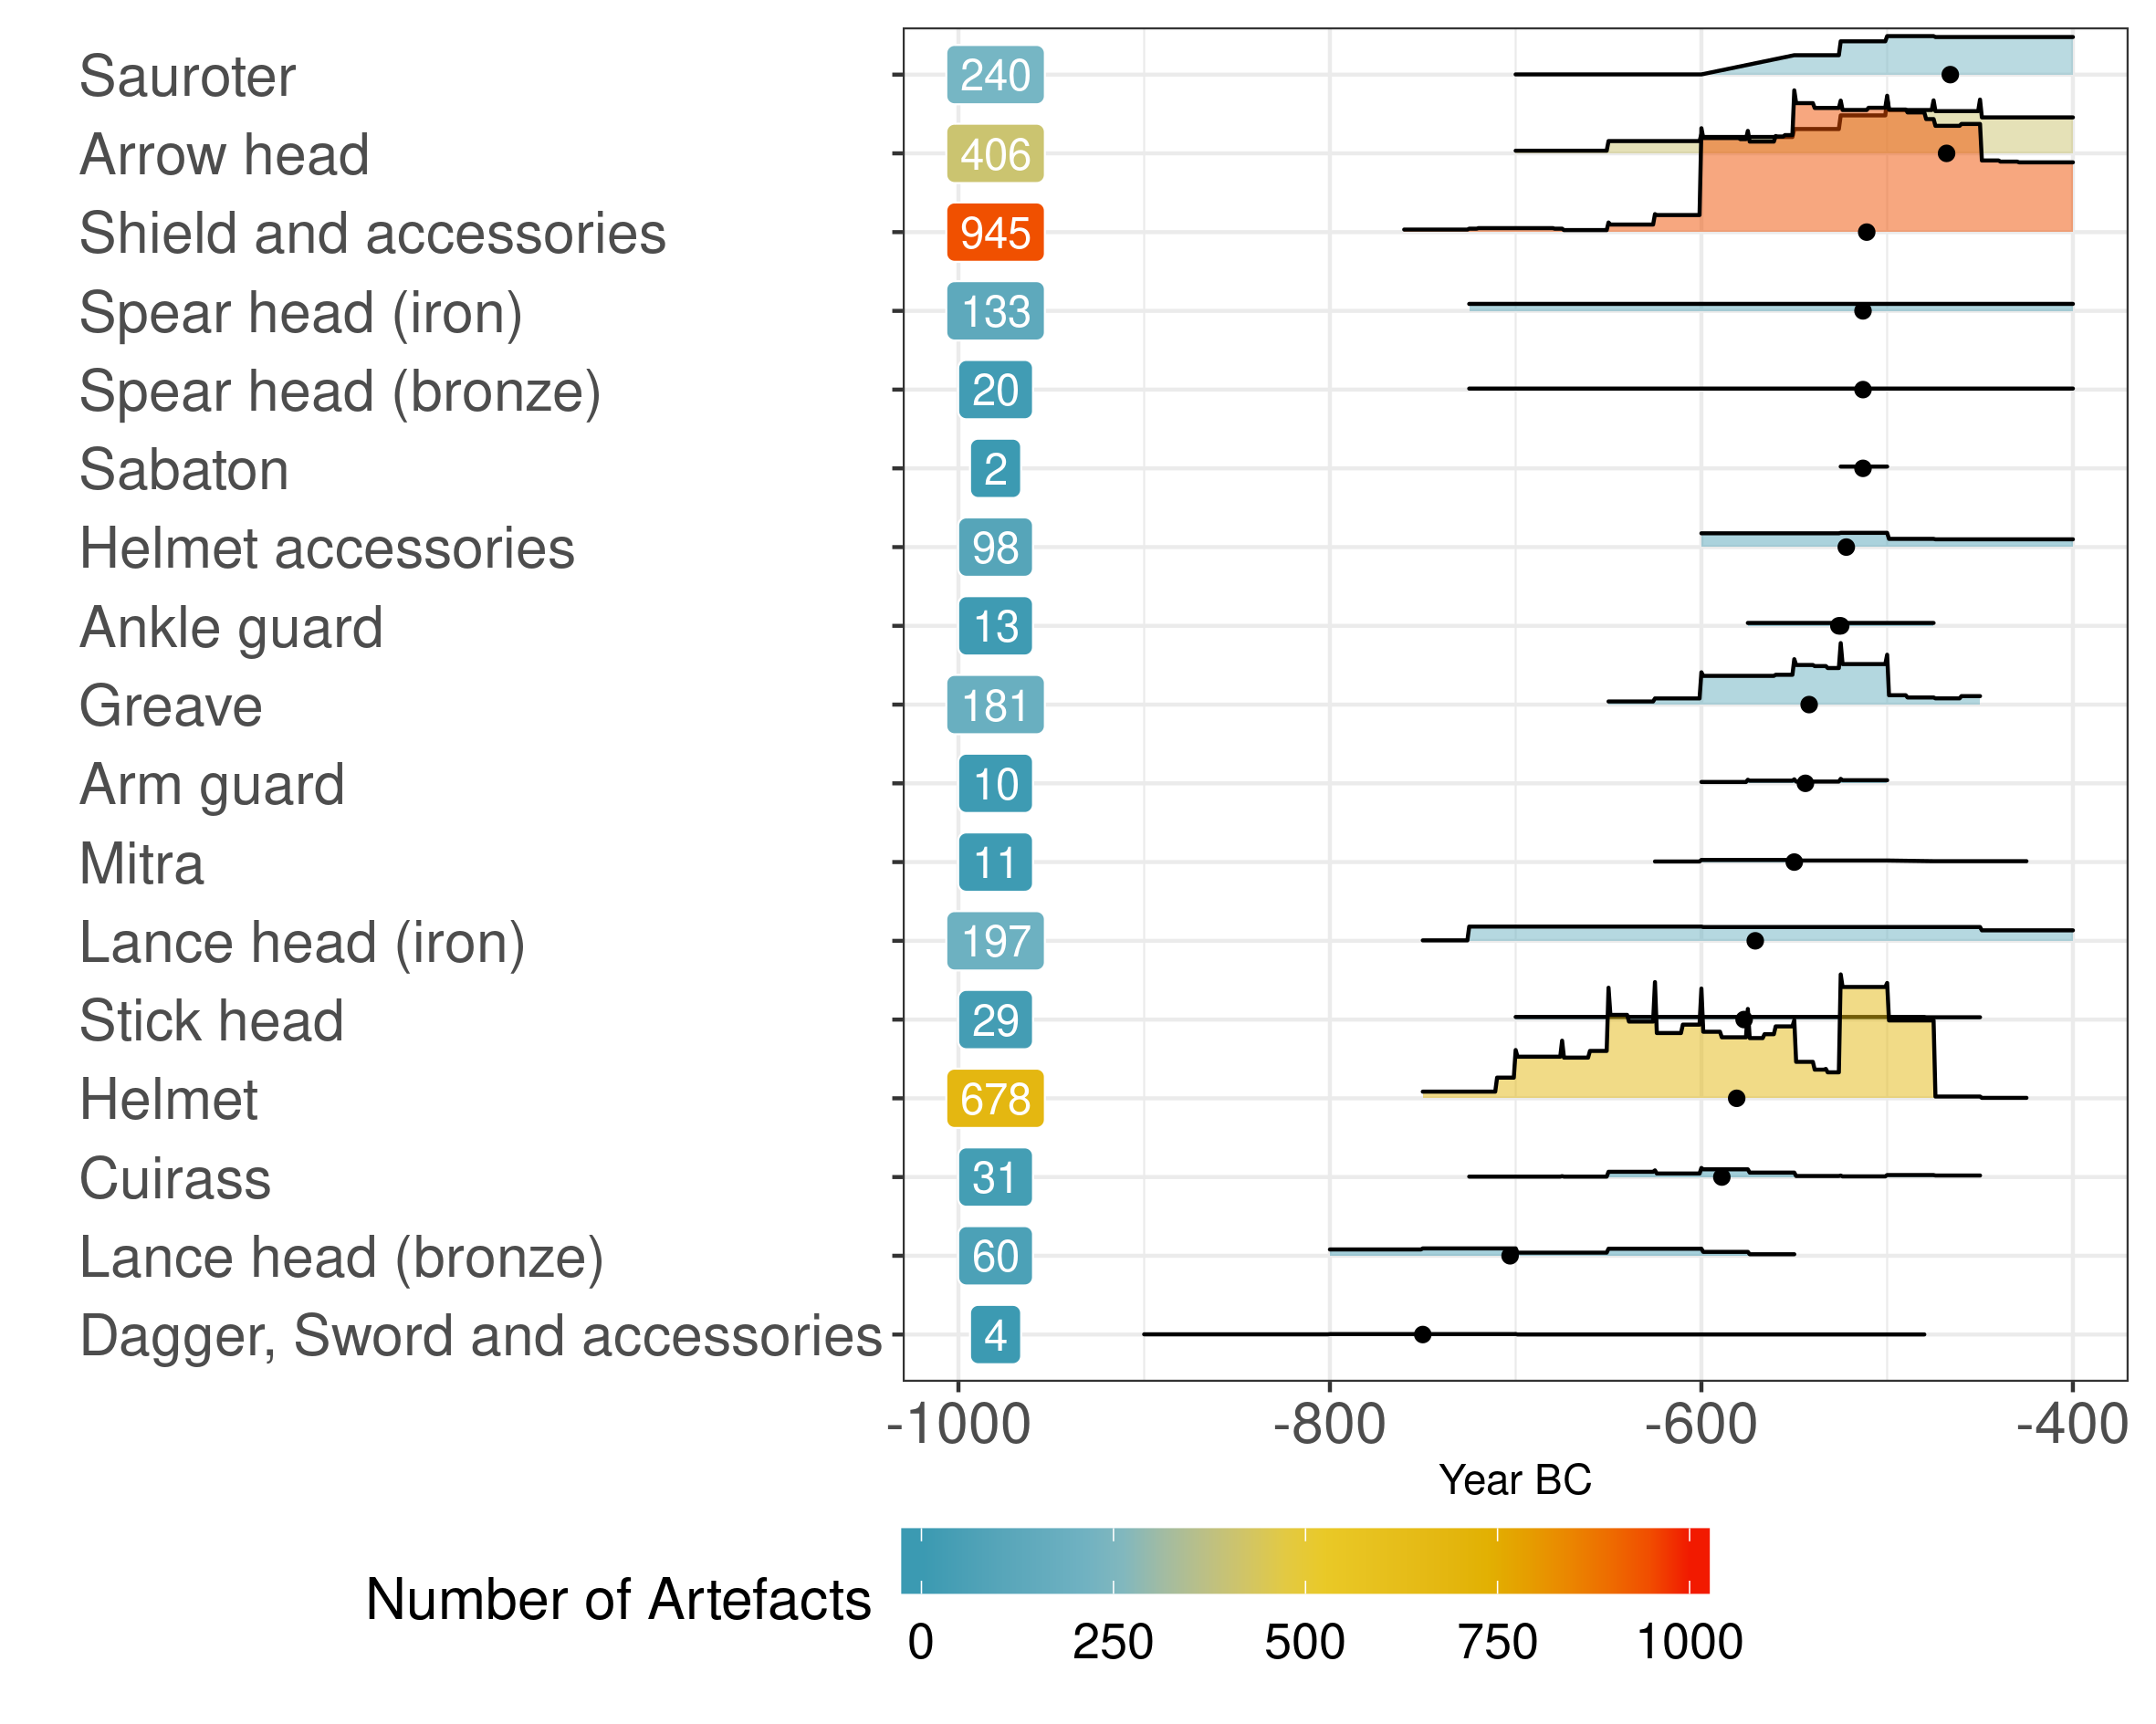 Sauroter 240
Arrow head 406
Shield and accessories 945
Spear head (iron) 133
Spear head (bronze) 20
Sabaton 2
Helmet accessories 98
Ankle guard 13
Greave 181
Arm guard 10
Mitra 11
Lance head (iron) 197
Stick head 29
Helmet 678
Cuirass 31
Lance head (bronze) 60
Dagger, Sword and accessories 4
-1000 -800 -600 -400
Year BC
Number of Artefacts
0 250 500 750 1000